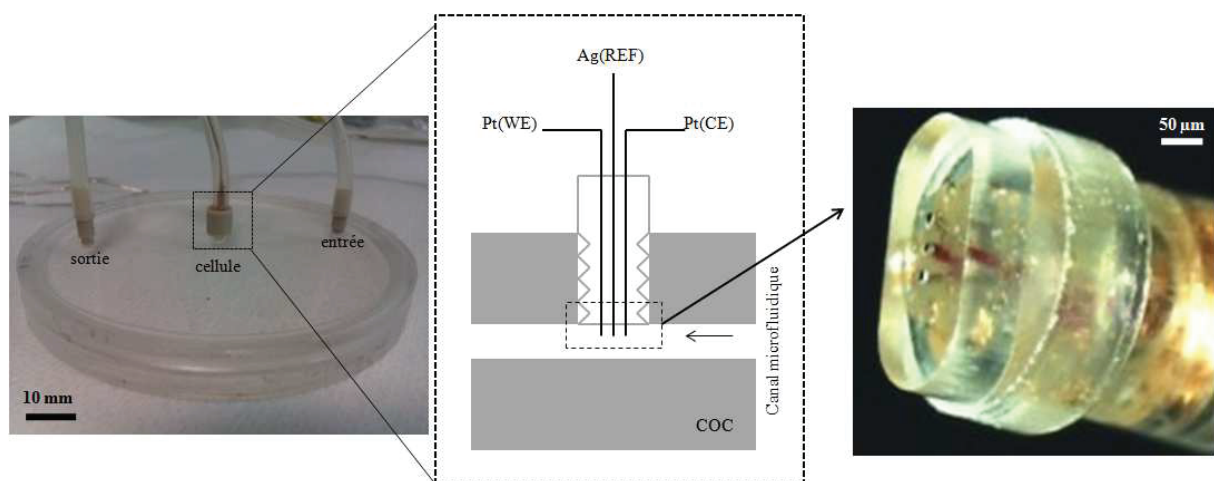 sortie
cellule
entrée
10 mm
Ag(REF)
Pt(WE)
Pt(CE)
Canal microfluidique
COC
50 µm